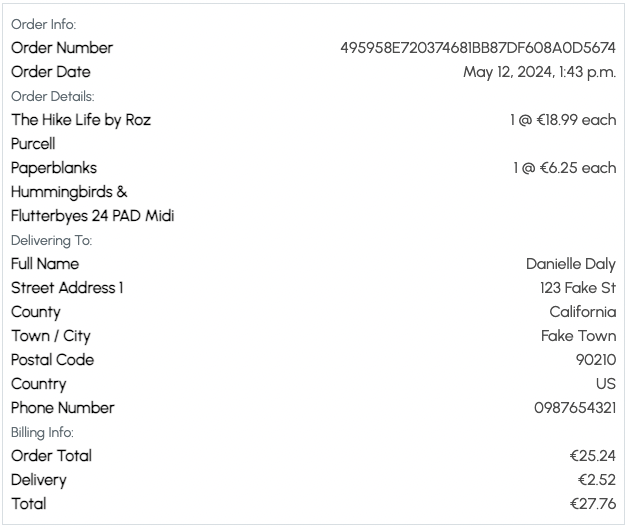 Order Info:
Order Number 495958E720374681BB87DF608A0D5674
Order Date May 12, 2024, 1:43 p.m.
Order Details:
The Hike Life by Roz 1 @ €18.99 each
Purcell
Paperblanks 1 @ €6.25 each
Hummingbirds &
Flutterbyes 24 PAD Midi
Delivering To:
Full Name Danielle Daly
Street Address 1 123 Fake St
County California
Town / City Fake Town
Postal Code 90210
Country US
Phone Number 0987654321
Billing Info:
Order Total €25.24
Delivery €2.52
Total €27.76